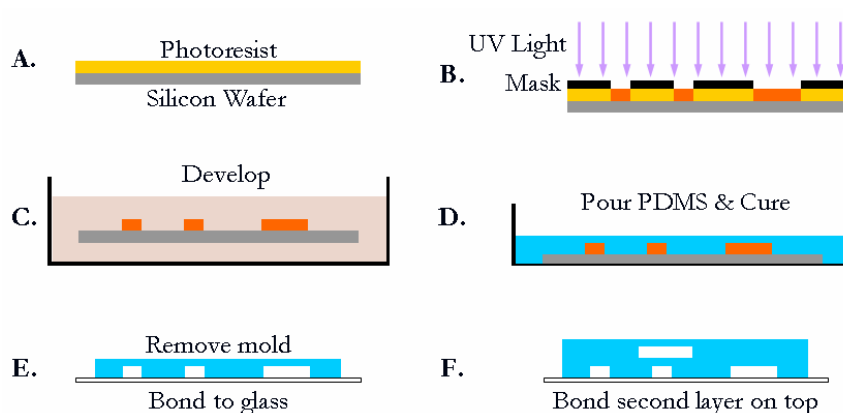 A.
Photoresist
Silicon Wafer
B.
UV Light
Mask
C.
Develop
D.
Pour PDMS & Cure
E.
Remove mold
Bond to glass
F.
Bond second layer on top